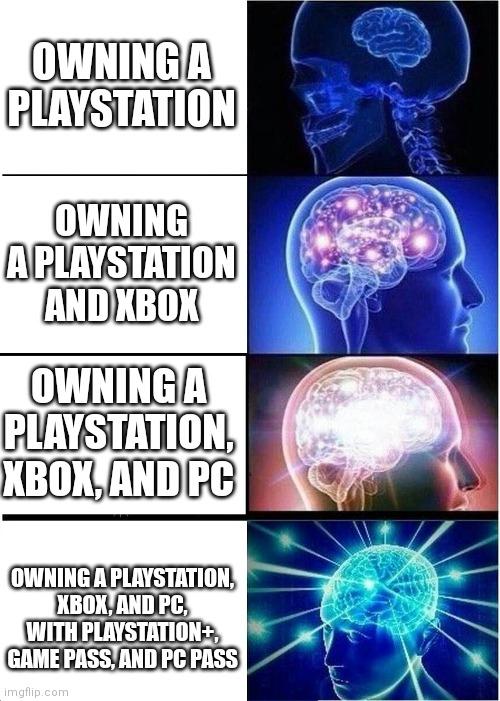 OWNING A
PLAYSTATION
OWNING
A PLAYSTATION
AND XBOX
OWNING A
PLAYSTATION,
XBOX, AND PC
OWNING A PLAYSTATION,
XBOX, AND PC,
WITH PLAYSTATION+,
GAME PASS, AND PC PASS
imgflip.com